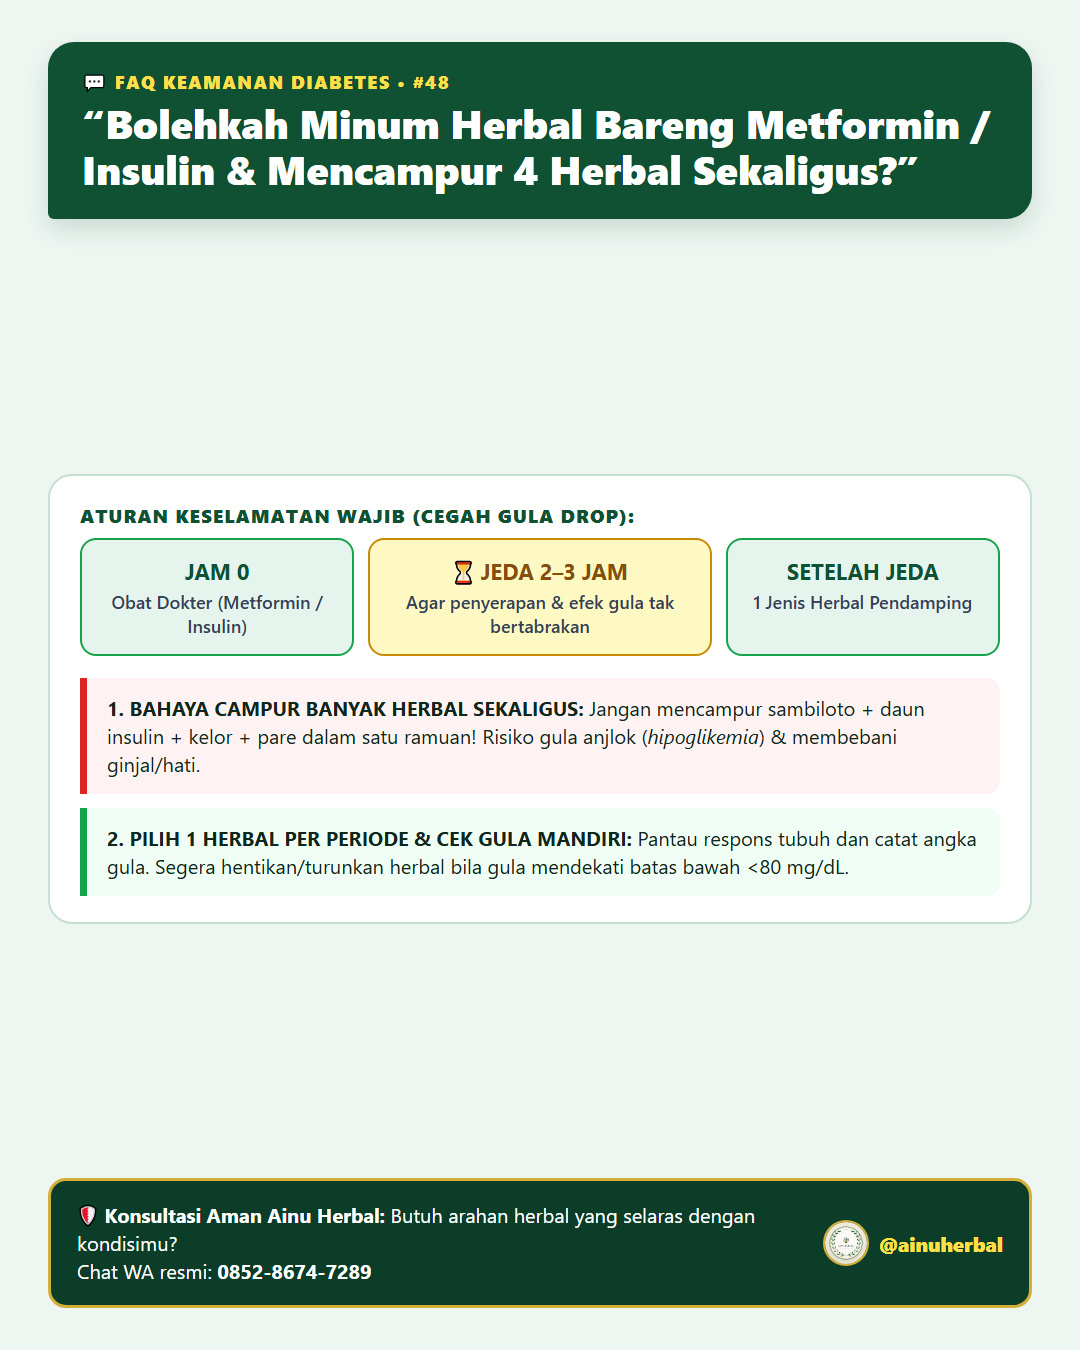 💬 FAQ KEAMANAN DIABETES • #48
“Bolehkah Minum Herbal Bareng Metformin /
Insulin & Mencampur 4 Herbal Sekaligus?”
ATURAN KESELAMATAN WAJIB (CEGAH GULA DROP):
JAM 0
Obat Dokter (Metformin /
Insulin)
⏳ JEDA 2–3 JAM
Agar penyerapan & efek gula tak
bertabrakan
SETELAH JEDA
1 Jenis Herbal Pendamping
1. BAHAYA CAMPUR BANYAK HERBAL SEKALIGUS: Jangan mencampur sambiloto + daun
insulin + kelor + pare dalam satu ramuan! Risiko gula anjlok (hipoglikemia) & membebani
ginjal/hati.
2. PILIH 1 HERBAL PER PERIODE & CEK GULA MANDIRI: Pantau respons tubuh dan catat angka
gula. Segera hentikan/turunkan herbal bila gula mendekati batas bawah <80 mg/dL.
🛡️ Konsultasi Aman Ainu Herbal: Butuh arahan herbal yang selaras dengan
kondisimu?
Chat WA resmi: 0852-8674-7289
@ainuherbal